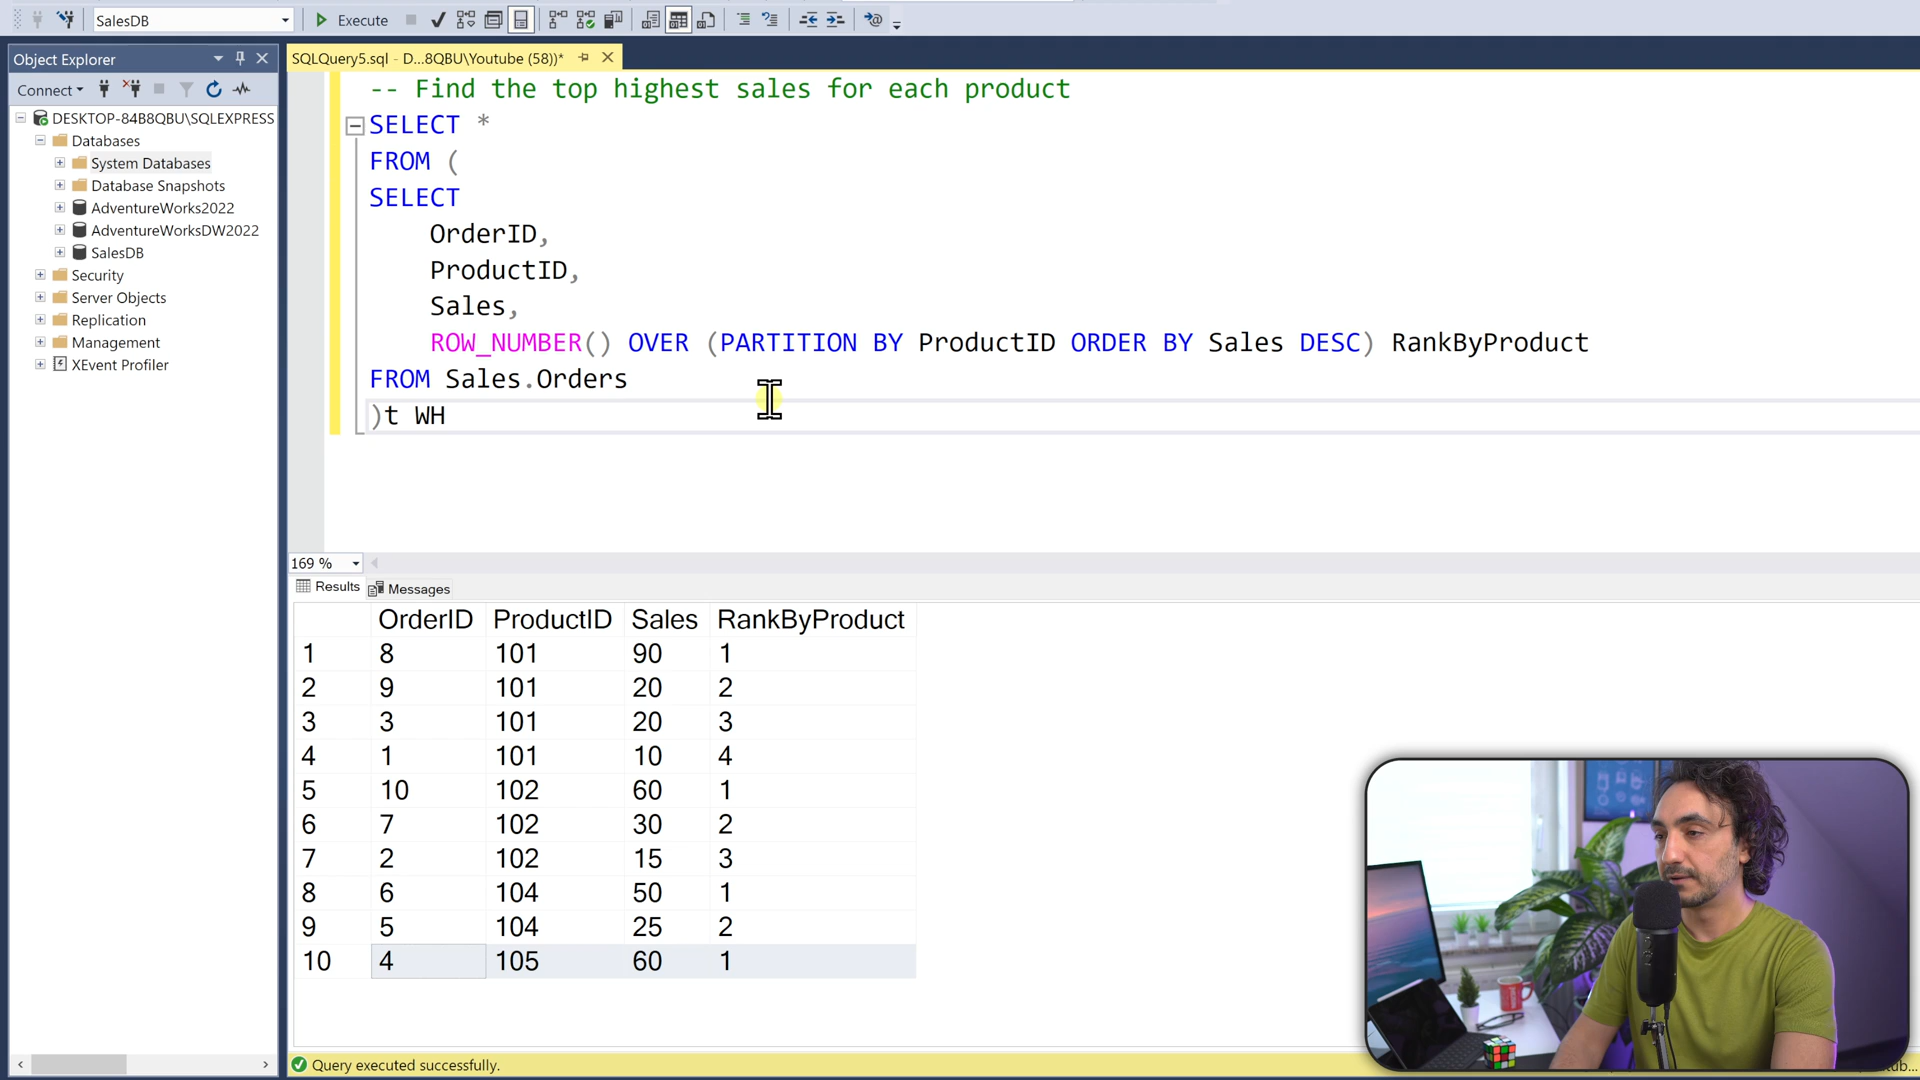 SalesDB
Execute
Object Explorer
SQLQuery5.sql - D...8QBU\Youtube (58))*
Connect
DESKTOP-84B8QBU\SQLEXPRESS
Databases
System Databases
Database Snapshots
AdventureWorks2022
AdventureWorksDW2022
SalesDB
Security
Server Objects
Replication
Management
XEvent Profiler
-- Find the top highest sales for each product
SELECT *
FROM (
SELECT
OrderID,
ProductID,
Sales,
ROW_NUMBER() OVER (PARTITION BY ProductID ORDER BY Sales DESC) RankByProduct
FROM Sales.Orders
)t WH
169 %
Results Messages
OrderID ProductID Sales RankByProduct
1 8 101 90 1
2 9 101 20 2
3 3 101 20 3
4 1 101 10 4
5 10 102 60 1
6 7 102 30 2
7 2 102 15 3
8 6 104 50 1
9 5 104 25 2
10 4 105 60 1
Query executed successfully.